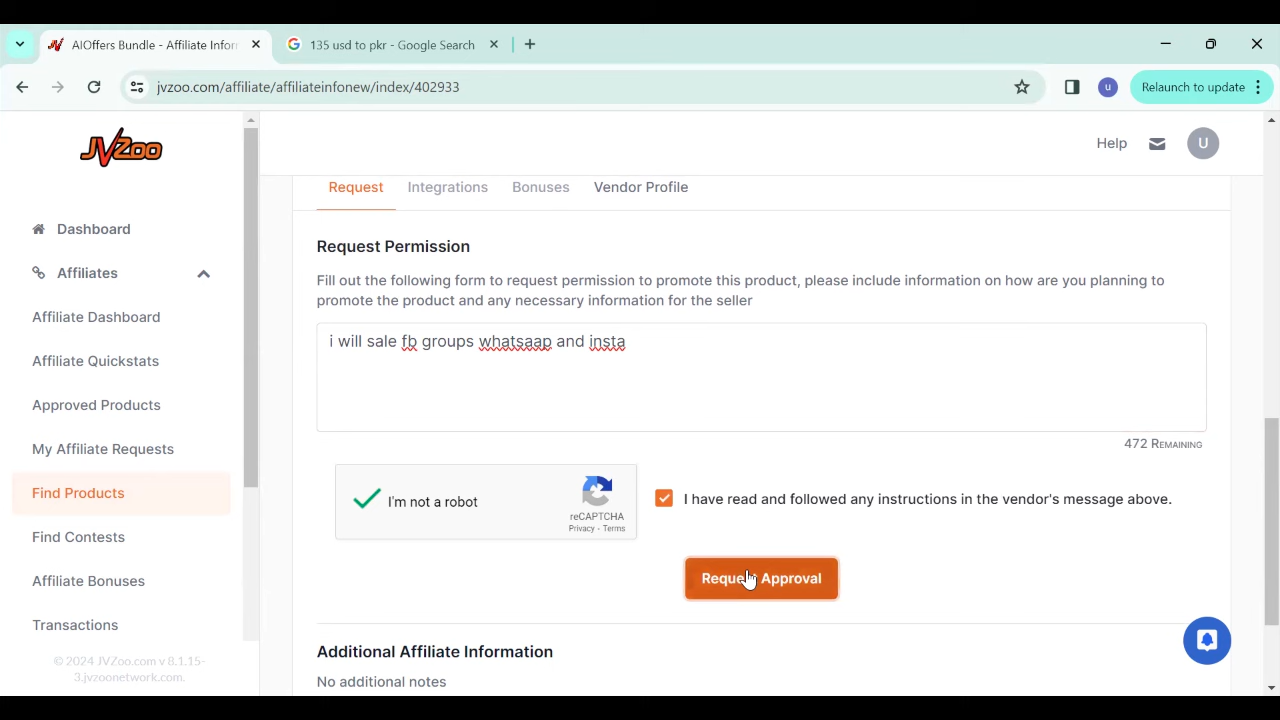 AIOffers Bundle - Affiliate Infor
135 usd to pkr - Google Search
jvzoo.com/affiliate/affiliateinfonew/index/402933
U
Relaunch to update
JVZoo
Help
U
Request
Integrations
Bonuses
Vendor Profile
Dashboard
Affiliates
Affiliate Dashboard
Affiliate Quickstats
Approved Products
My Affiliate Requests
Find Products
Find Contests
Affiliate Bonuses
Transactions
© 2024 JVZoo.com v 8.1.15-
3.jvzoonetwork.com.
Request Permission
Fill out the following form to request permission to promote this product, please include information on how are you planning to
promote the product and any necessary information for the seller
i will sale fb groups whatsaap and insta
472 REMAINING
I'm not a robot
reCAPTCHA
Privacy - Terms
I have read and followed any instructions in the vendor's message above.
Request Approval
Additional Affiliate Information
No additional notes